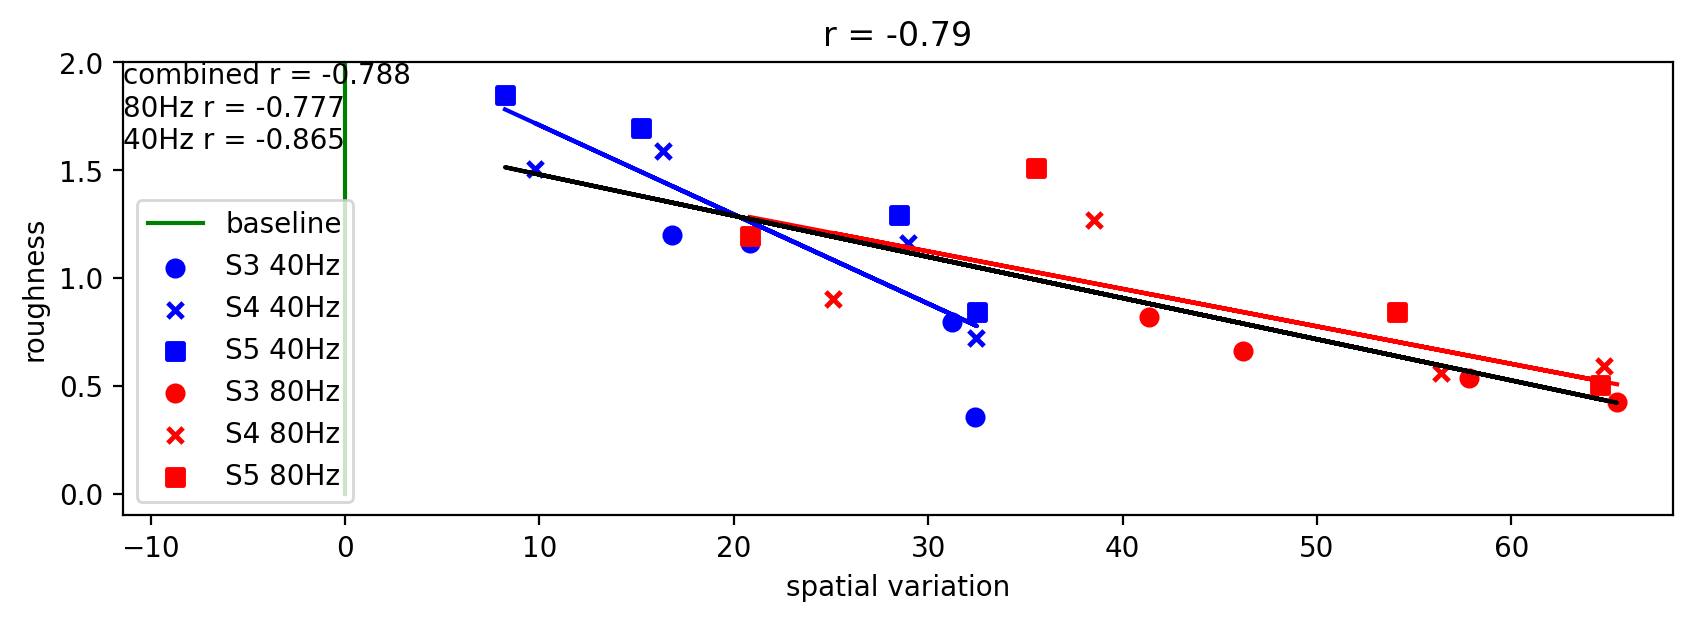 r = -0.79
combined r = -0.788
80Hz r = -0.777
40Hz r = -0.865
baseline
S3 40Hz
S4 40Hz
S5 40Hz
S3 80Hz
S4 80Hz
S5 80Hz
roughness
2.0
1.5
1.0
0.5
0.0
−10 0 10 20 30 40 50 60
spatial variation